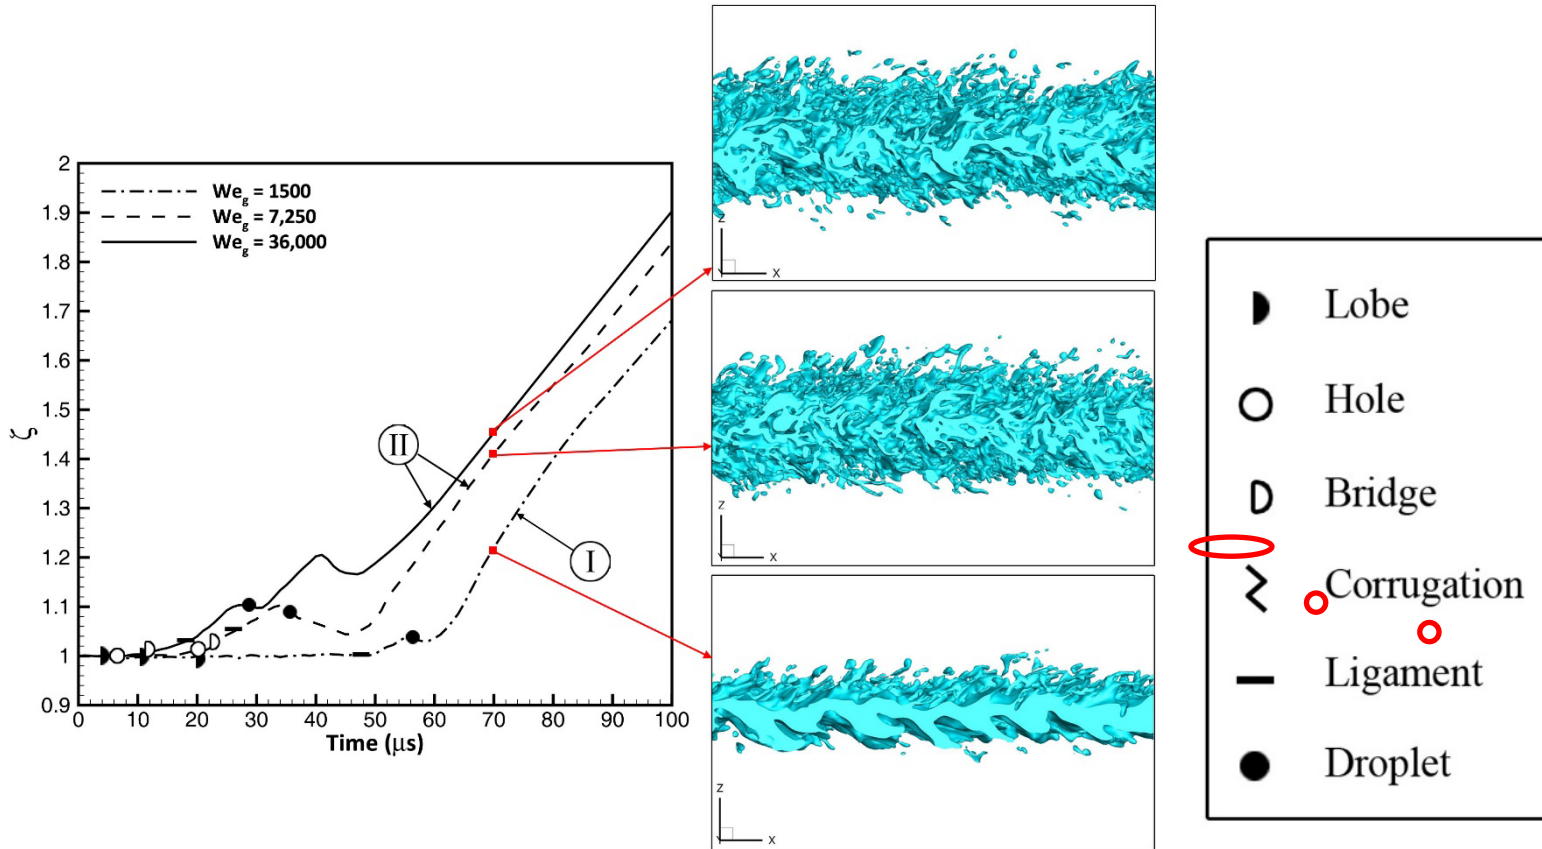 2
1.9
1.8
1.7
1.6
1.5
1.4
1.3
1.2
1.1
1
0.9
ζ
We_g = 1500
We_g = 7,250
We_g = 36,000
II
I
0 10 20 30 40 50 60 70 80 90 100
Time (μs)
Z
Y X
Z
Y X
Z
Y X
Lobe
Hole
Bridge
Corrugation
Ligament
Droplet